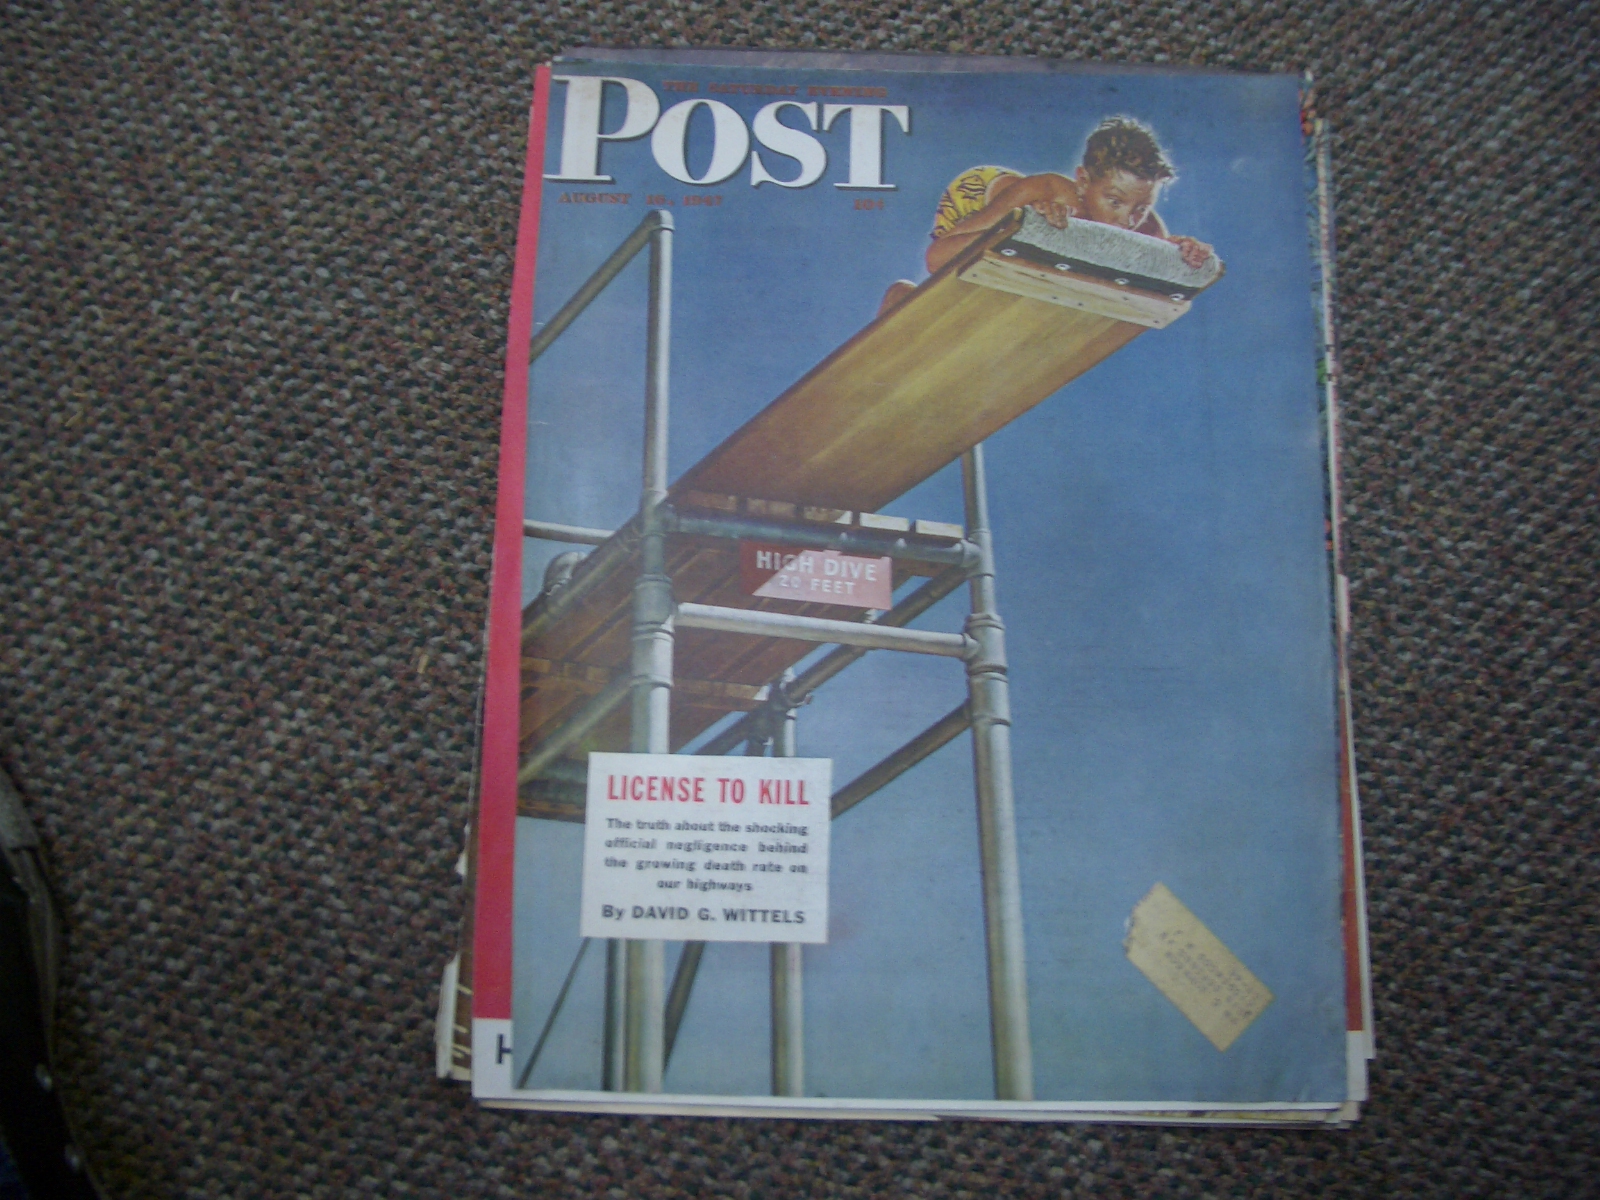 THE SATURDAY EVENING
POST
AUGUST 16, 1947 10¢
HIGH DIVE
20 FEET
LICENSE TO KILL
The truth about the shocking
official negligence behind
the growing death rate on
our highways
By DAVID G. WITTELS
H